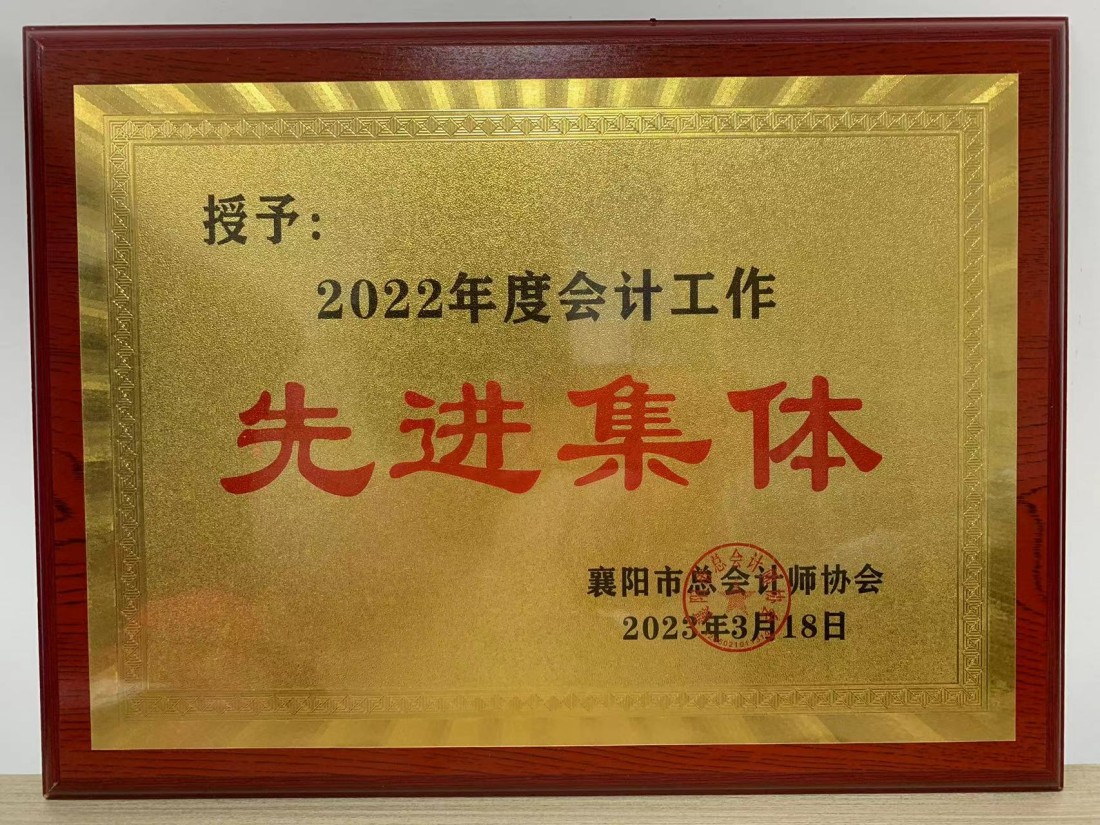 授予：
2022年度会计工作
先进集体
襄阳市总会计师协会
2023年3月18日